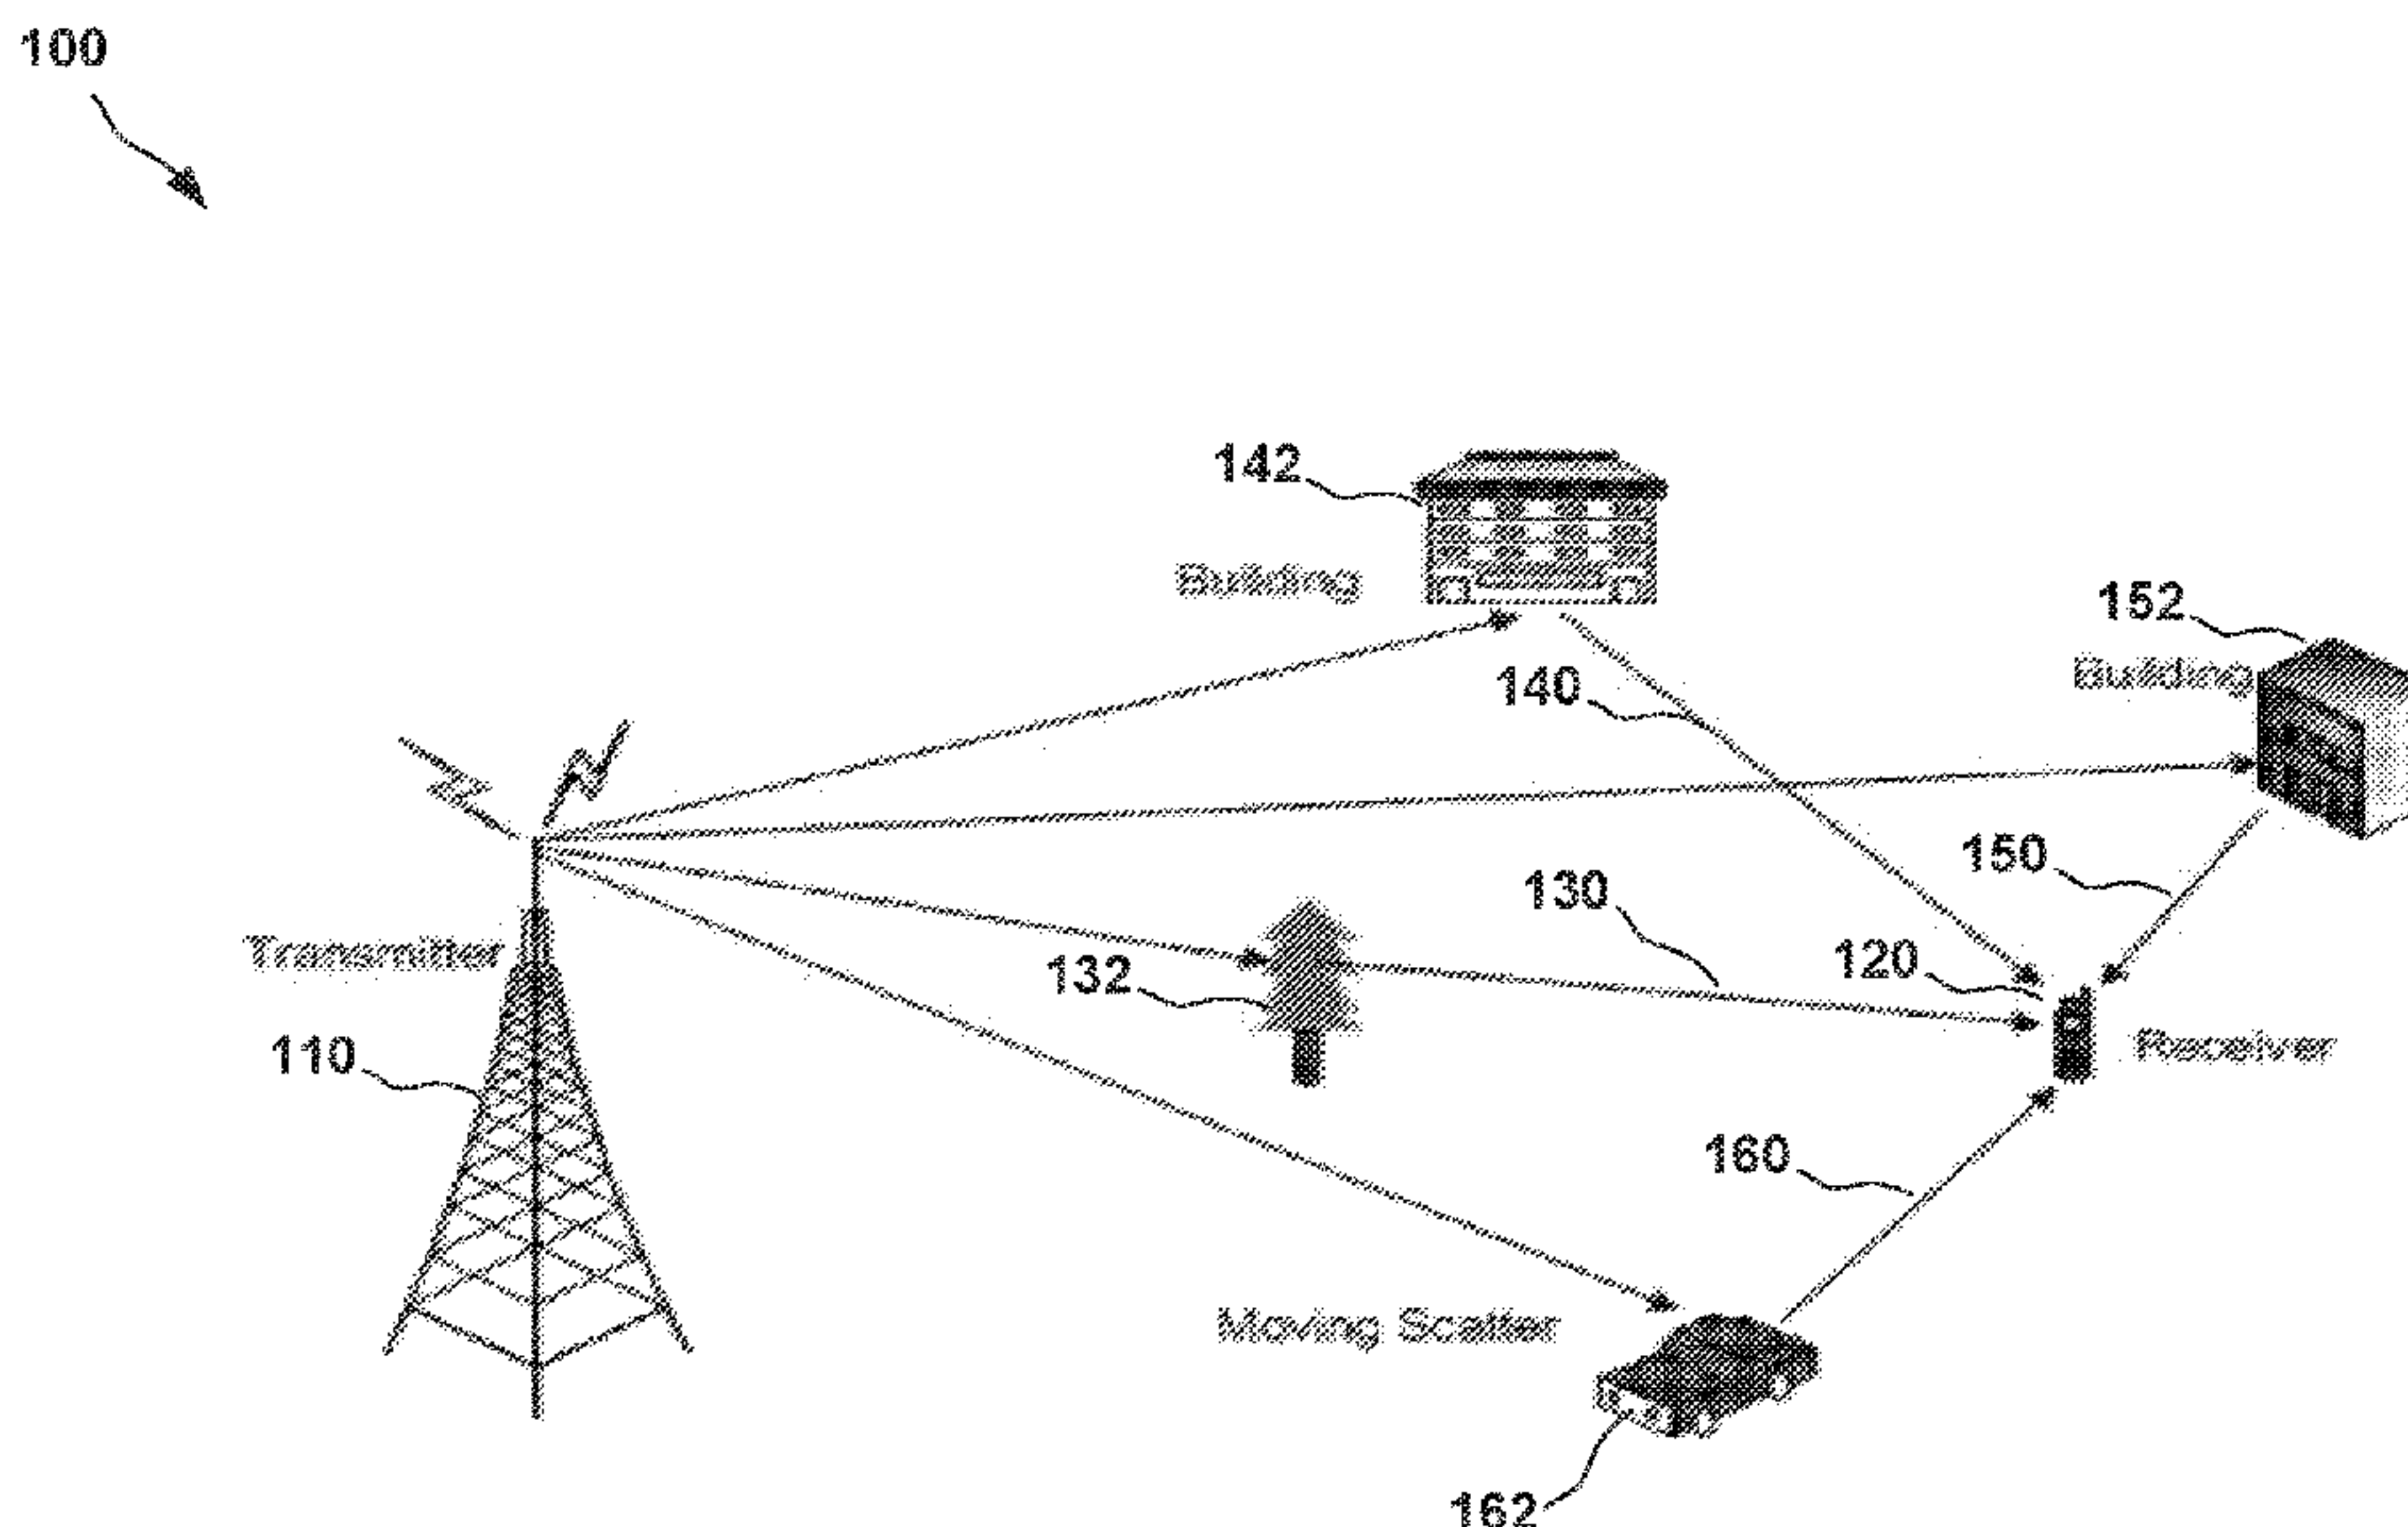 100
142
Building
152
Building
140
150
130
120
Transmitter
132
110
Receiver
160
Moving Scatter
162